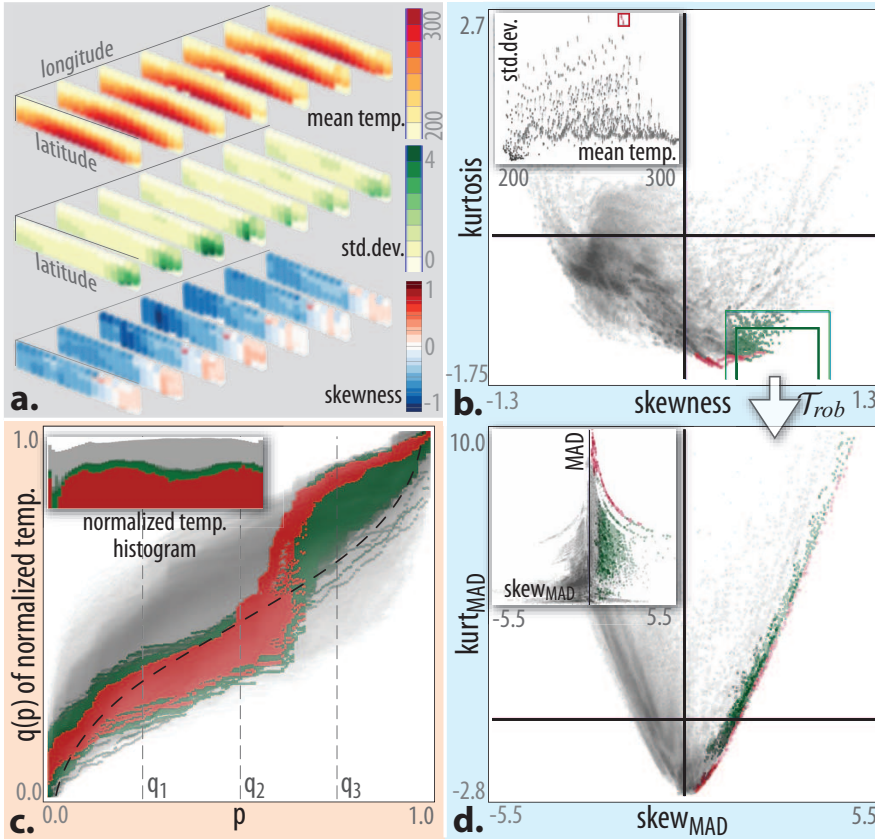 longitude
300
mean temp.
200
latitude
4
std.dev.
0
latitude
1
0
skewness
-1
a.
2.7
std.dev.
mean temp.
200
300
kurtosis
-1.75
-1.3
skewness
1.3
b.
𝒯rob
1.0
normalized temp.
histogram
q(p) of normalized temp.
q1
q2
q3
0.0
0.0
p
1.0
c.
10.0
MAD
skewMAD
-5.5
5.5
kurtMAD
-2.8
-5.5
skewMAD
5.5
d.